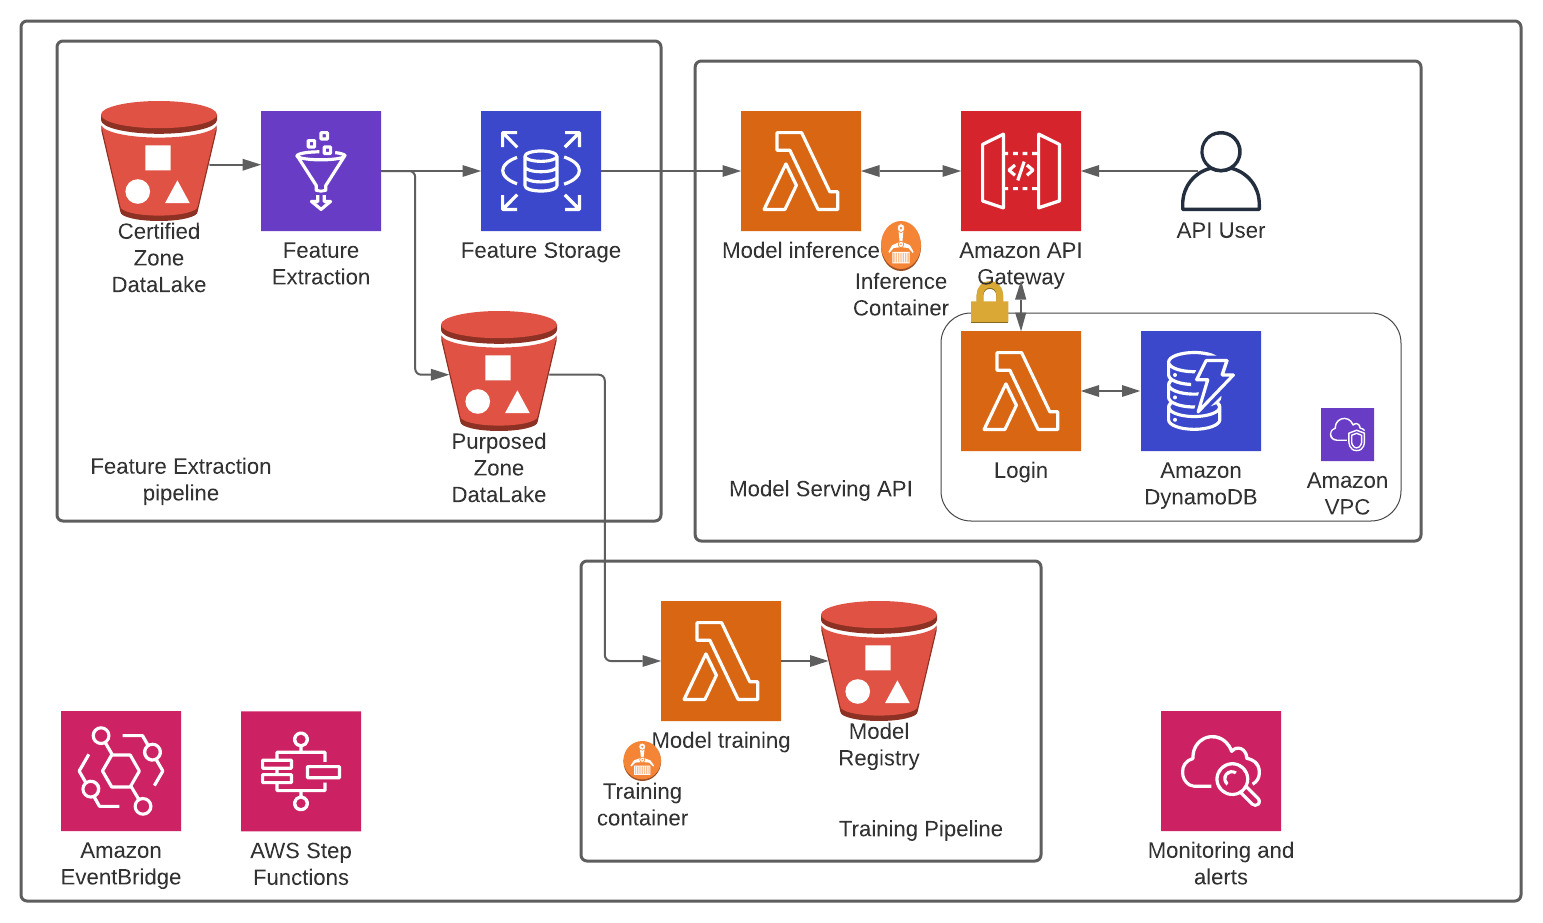 Certified
Zone
DataLake
Feature
Extraction
Feature Storage
Purposed
Zone
DataLake
Feature Extraction
pipeline
Model inference
Inference
Container
Amazon API
Gateway
</>
API User
Login
Amazon
DynamoDB
Amazon
VPC
Model Serving API
Model training
Training
container
Model
Registry
Training Pipeline
Amazon
EventBridge
AWS Step
Functions
Monitoring and
alerts